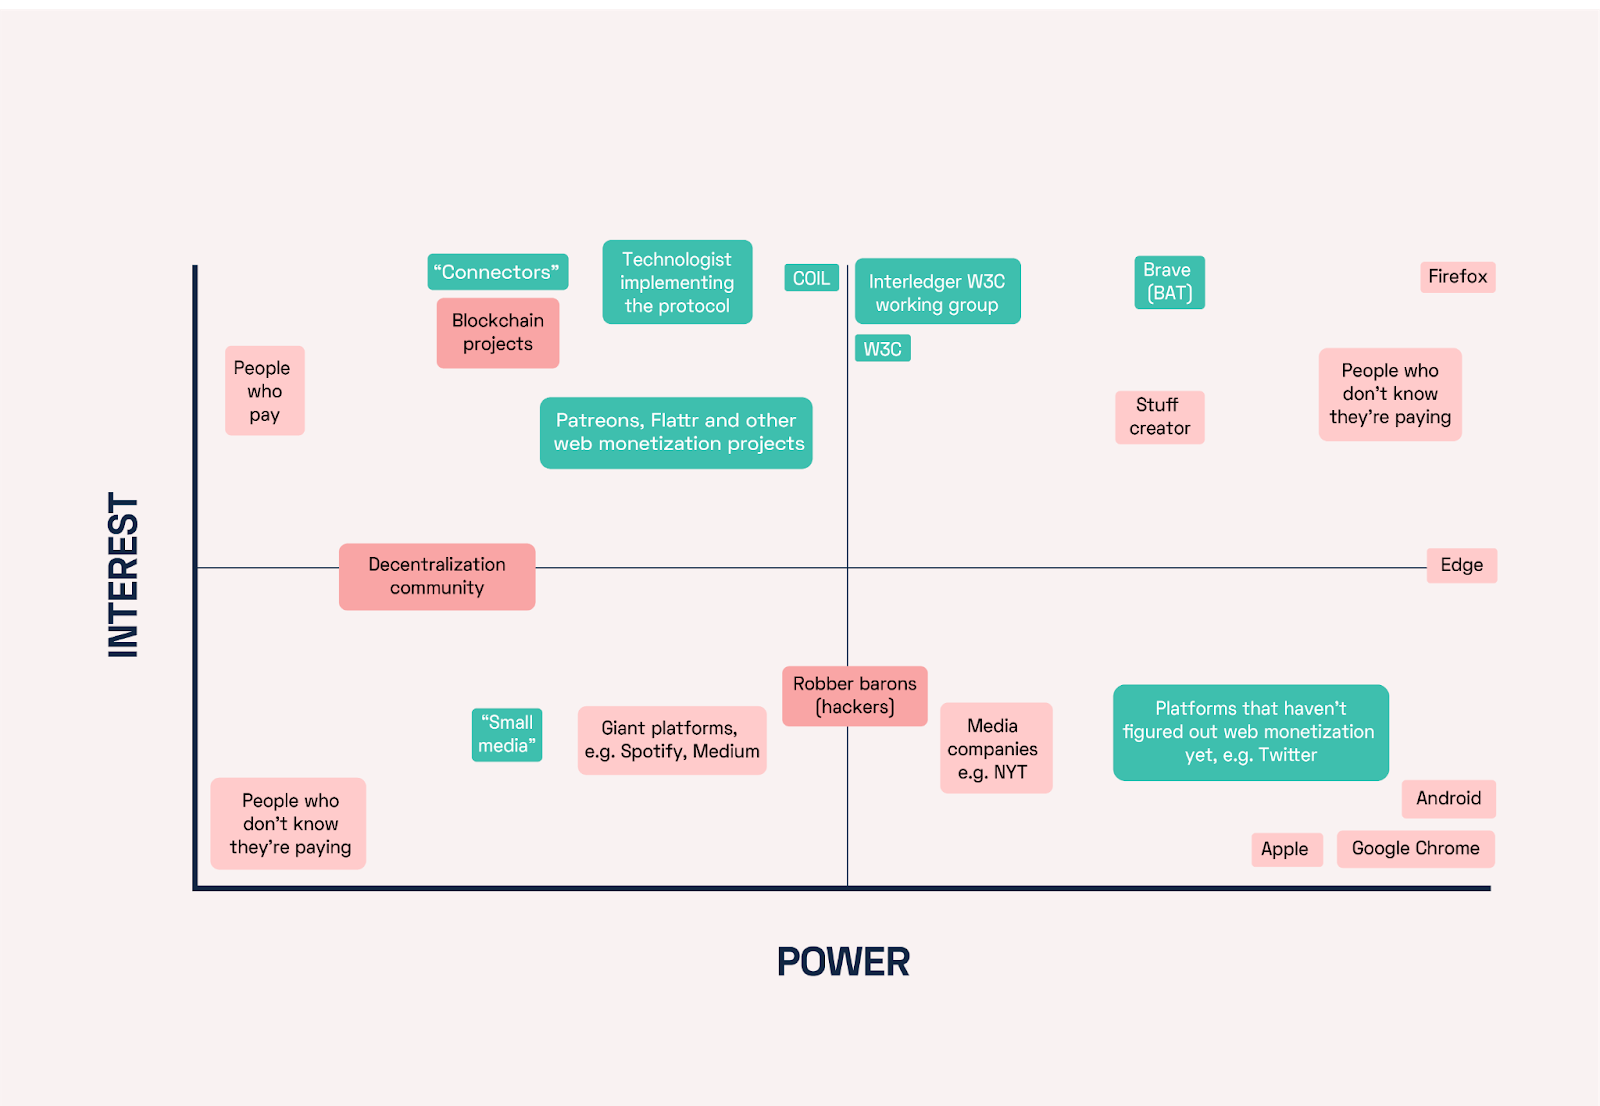 “Connectors”
Technologist
implementing
the protocol
COIL
Interledger W3C
working group
Brave
(BAT)
Firefox
Blockchain
projects
W3C
People
who
pay
Patreons, Flattr and other
web monetization projects
Stuff
creator
People who
don’t know
they’re paying
INTEREST
Decentralization
community
Edge
Robber barons
(hackers)
“Small
media”
Giant platforms,
e.g. Spotify, Medium
Media
companies
e.g. NYT
Platforms that haven’t
figured out web monetization
yet, e.g. Twitter
People who
don’t know
they’re paying
Android
Apple
Google Chrome
POWER